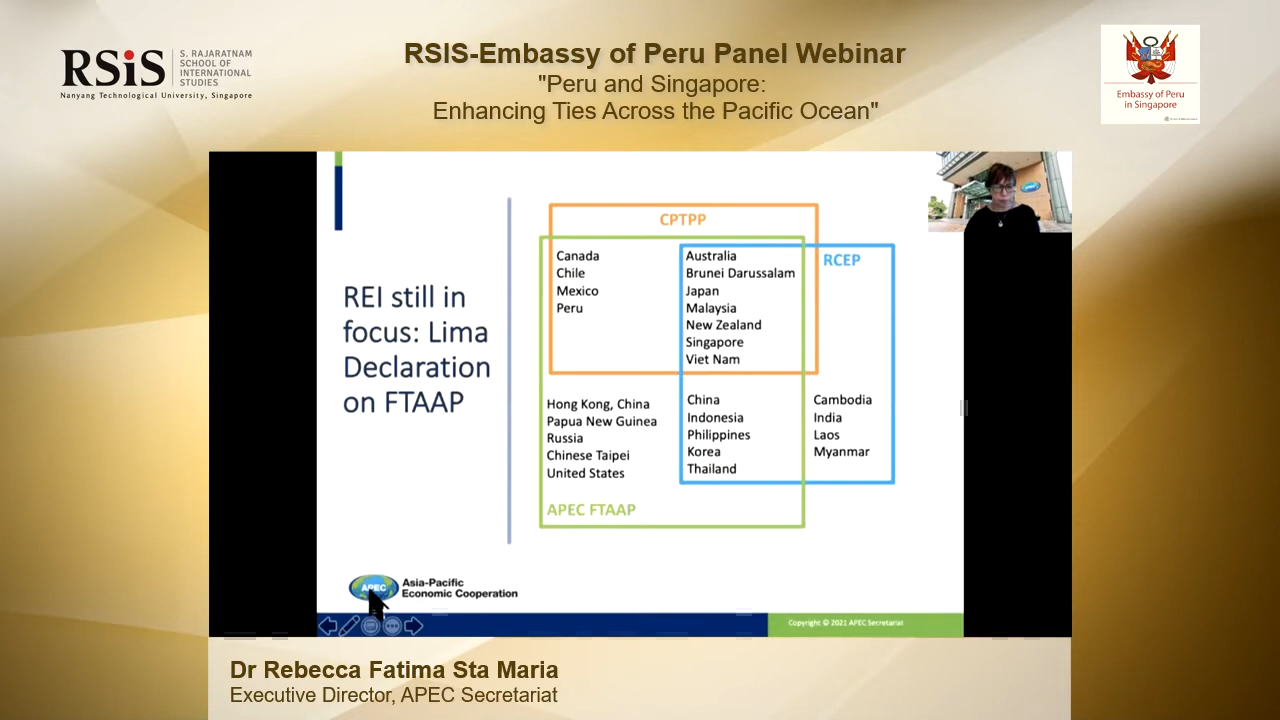 RSiS
S. RAJARATNAM
SCHOOL OF
INTERNATIONAL
STUDIES
Nanyang Technological University, Singapore
RSIS-Embassy of Peru Panel Webinar
"Peru and Singapore:
Enhancing Ties Across the Pacific Ocean"
Embassy of Peru
in Singapore
REI still in
focus: Lima
Declaration
on FTAAP
CPTPP
RCEP
Canada
Chile
Mexico
Peru
Australia
Brunei Darussalam
Japan
Malaysia
New Zealand
Singapore
Viet Nam
Hong Kong, China
Papua New Guinea
Russia
Chinese Taipei
United States
China
Indonesia
Philippines
Korea
Thailand
Cambodia
India
Laos
Myanmar
APEC FTAAP
APEC
Asia-Pacific
Economic Cooperation
Copyright © 2021 APEC Secretariat
Dr Rebecca Fatima Sta Maria
Executive Director, APEC Secretariat